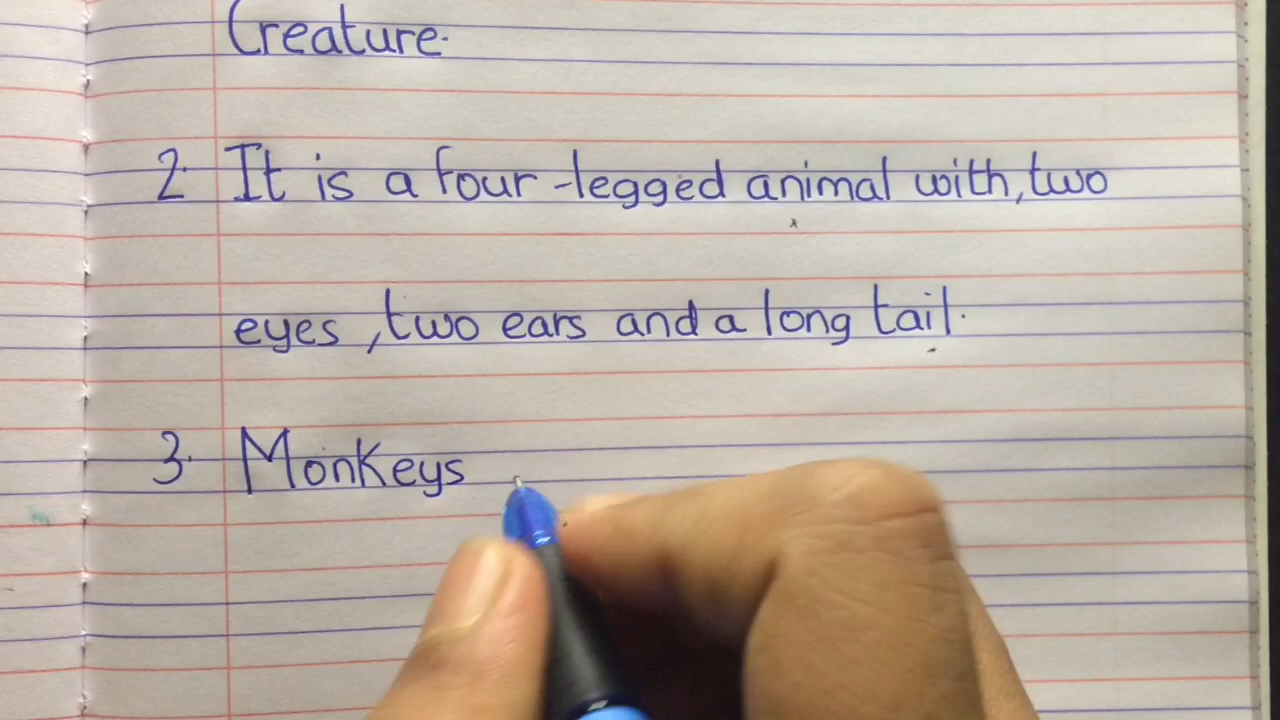 Creature.
2. It is a four-legged animal with, two
eyes, two ears and a long tail.
3. Monkeys